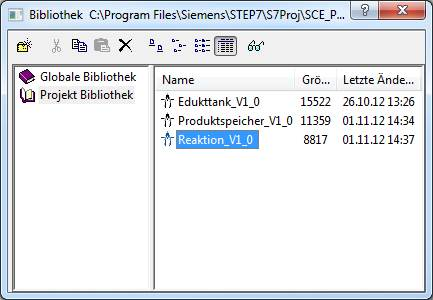 Bibliothek C:\Program Files\Siemens\STEP7\S7Proj\SCE_P...
Globale Bibliothek
Projekt Bibliothek
Name Grö... Letzte Ände...
Edukttank_V1_0 15522 26.10.12 13:26
Produktspeicher_V1_0 11359 01.11.12 14:34
Reaktion_V1_0 8817 01.11.12 14:37